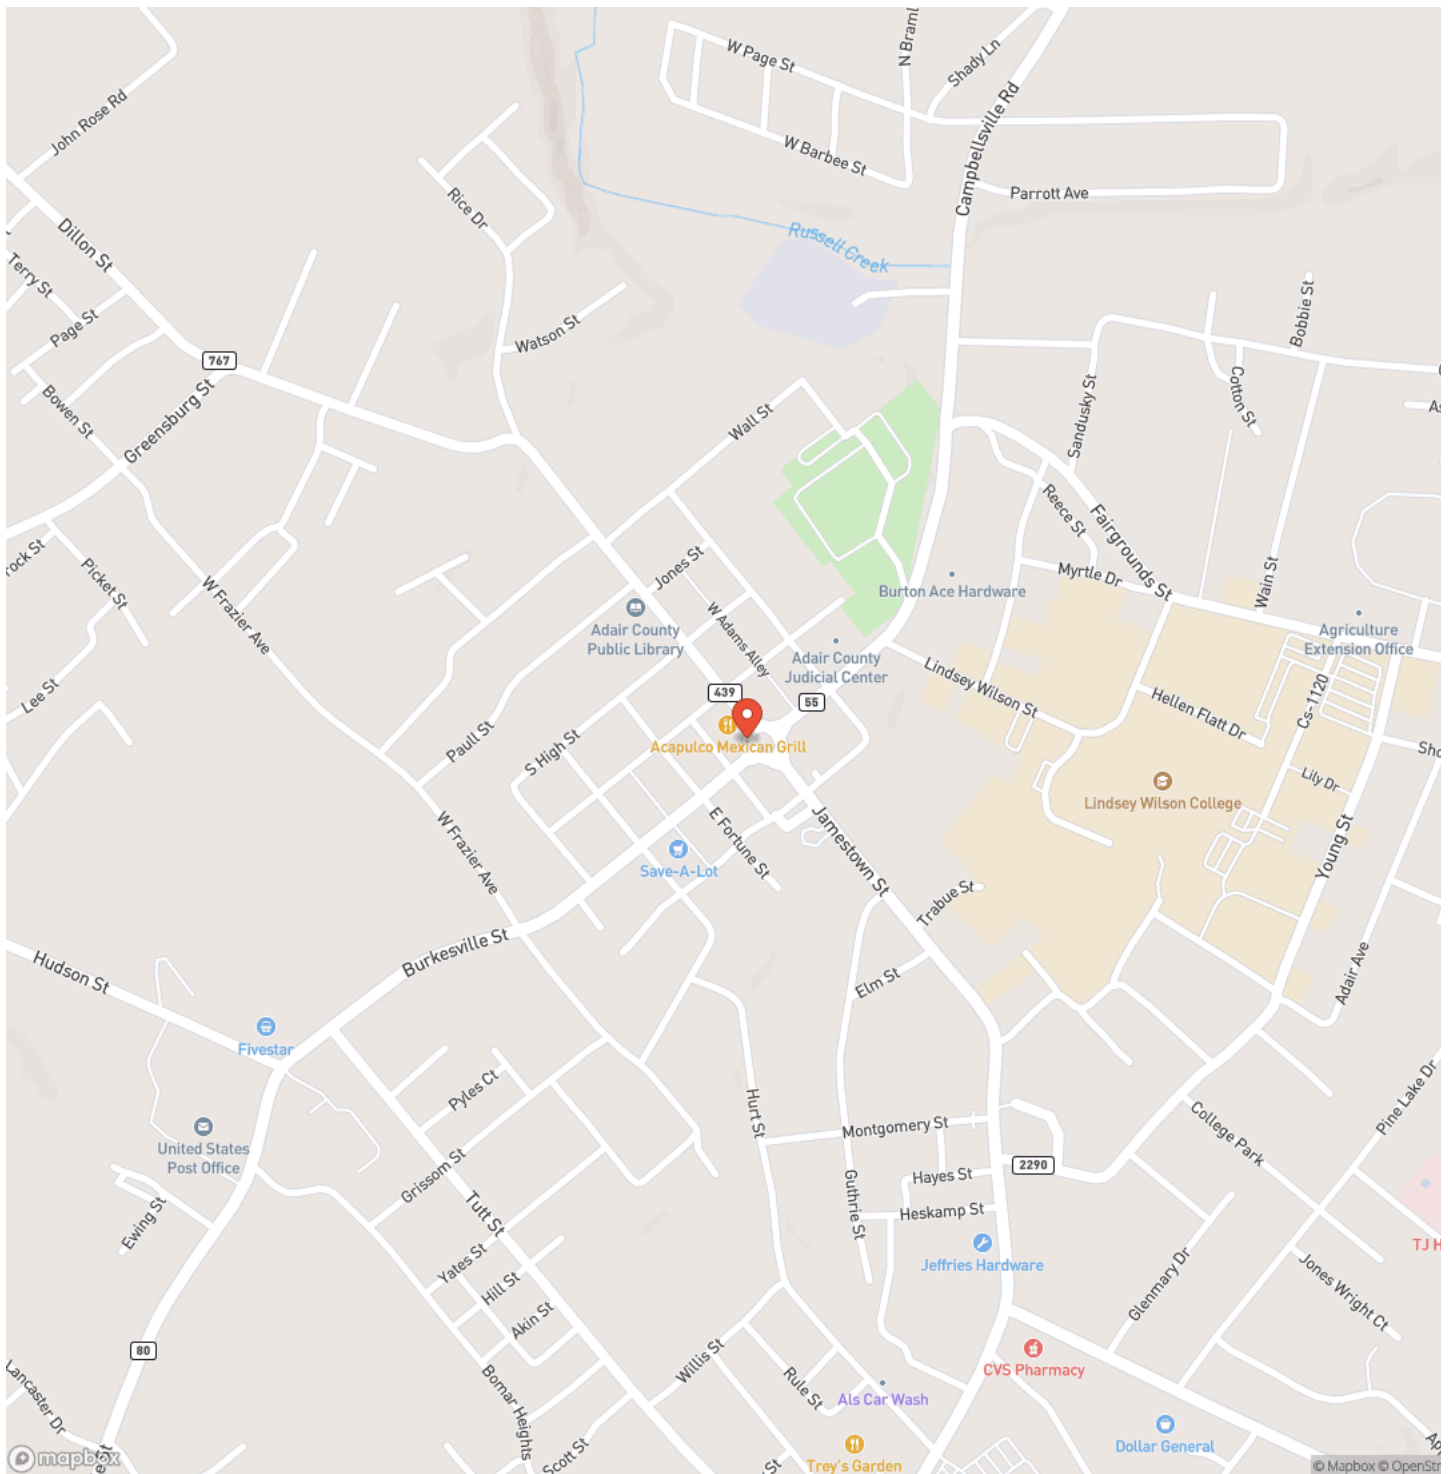 W Page St
N Braml
Shady Ln
John Rose Rd
Campbellsville Rd
W Barbee St
Rice Dr
Parrott Ave
Dillon St
Russell Creek
Terry St
Bobbie St
Page St
Watson St
767
Cotton St
Sandusky St
Bowen St
Greensburg St
Wall St
Reece St
Fairgrounds St
rock St
Picket St
Jones St
Myrtle Dr
Wain St
Burton Ace Hardware
W Frazier Ave
W Adams Alley
Adair County
Public Library
Agriculture
Extension Office
Adair County
Judicial Center
Lindsey Wilson St
Lee St
439
55
Hellen Flatt Dr
Cs-1120
Paull St
S High St
Acapulco Mexican Grill
Sho
Lily Dr
Lindsey Wilson College
W Frazier Ave
E Fortune St
Jamestown St
Young St
Save-A-Lot
Trabue St
Burkesville St
Hudson St
Elm St
Adair Ave
Fivestar
Pyles Ct
Hurt St
Pine Lake Dr
United States
Post Office
Montgomery St
College Park
2290
Grissom St
Hayes St
Guthrie St
Heskamp St
Ewing St
Tutt St
Yates St
Hill St
Jeffries Hardware
TJ H
Glenmary Dr
Jones Wright Ct
Akin St
80
Willis St
CVS Pharmacy
Lancaster Dr
Bomar Heights
Rule St
Als Car Wash
Scott St
Dollar General
Trey's Garden
St
e St
Ap
mapbox
© Mapbox © OpenStr